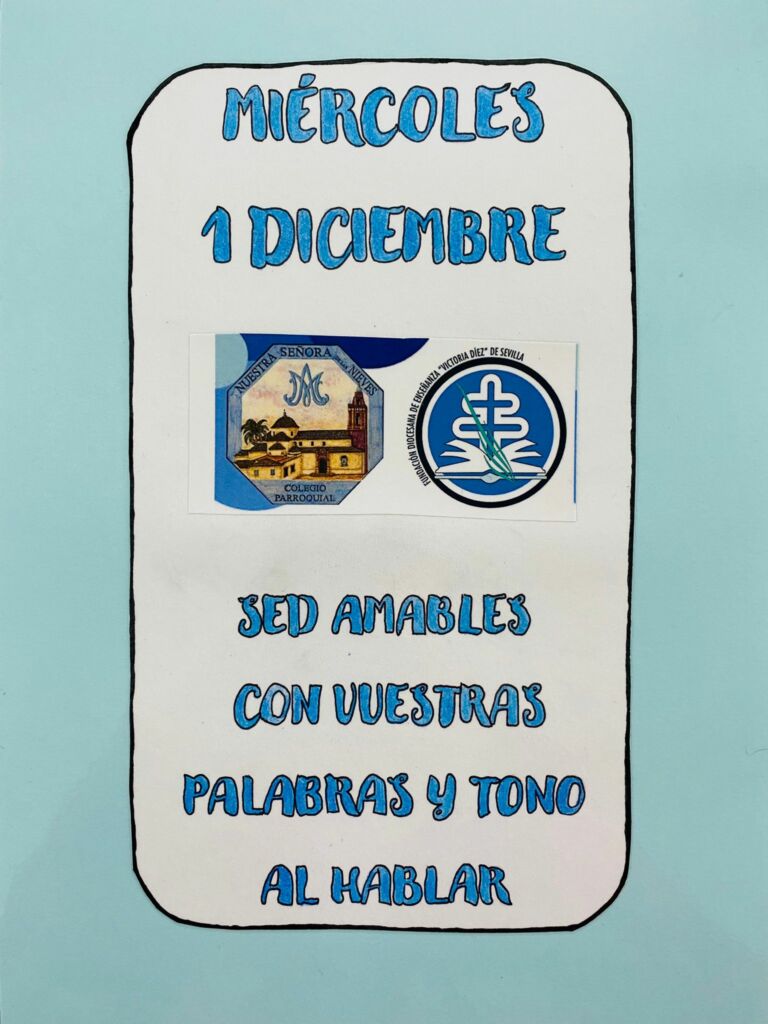 MIÉRCOLES
1 DICIEMBRE
NUESTRA SEÑORA DE LAS NIEVES
COLEGIO
PARROQUIAL
FUNDACIÓN DIOCESANA DE ENSEÑANZA "VICTORIA DÍEZ" DE SEVILLA
SED AMABLES
CON VUESTRAS
PALABRAS Y TONO
AL HABLAR